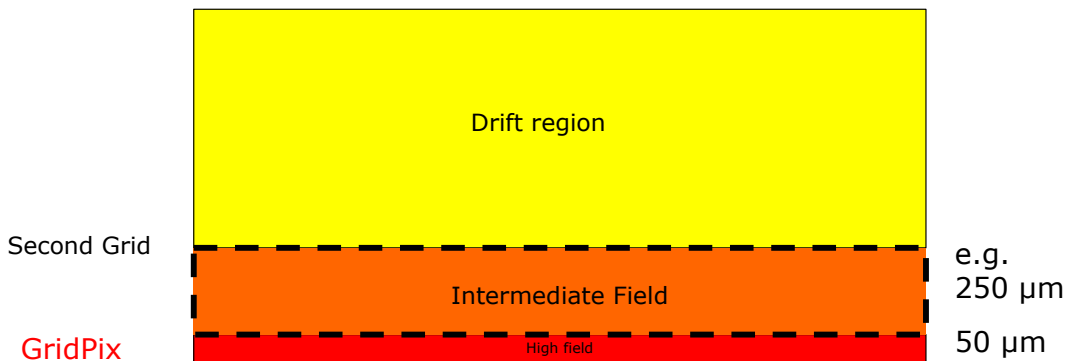 Drift region
Second Grid
e.g.
250 µm
Intermediate Field
GridPix
High field
50 µm